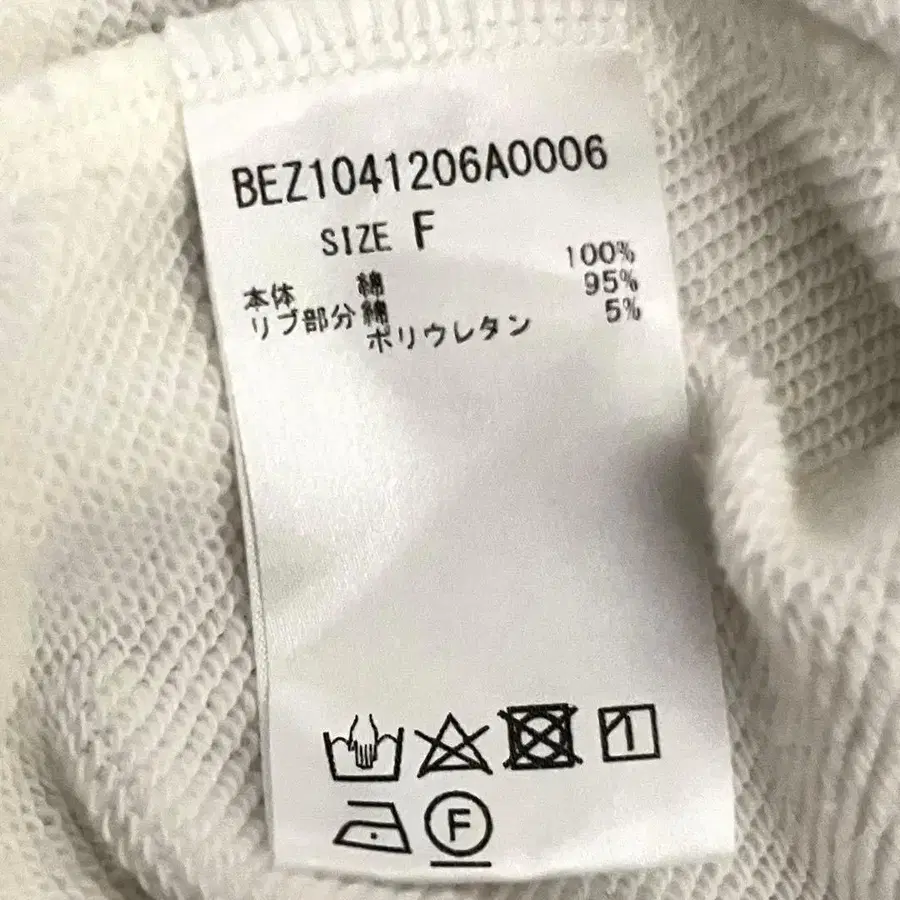 BEZ1041206A0006
SIZE F
本体 綿 100%
リブ部分 綿 95%
ポリウレタン 5%
F